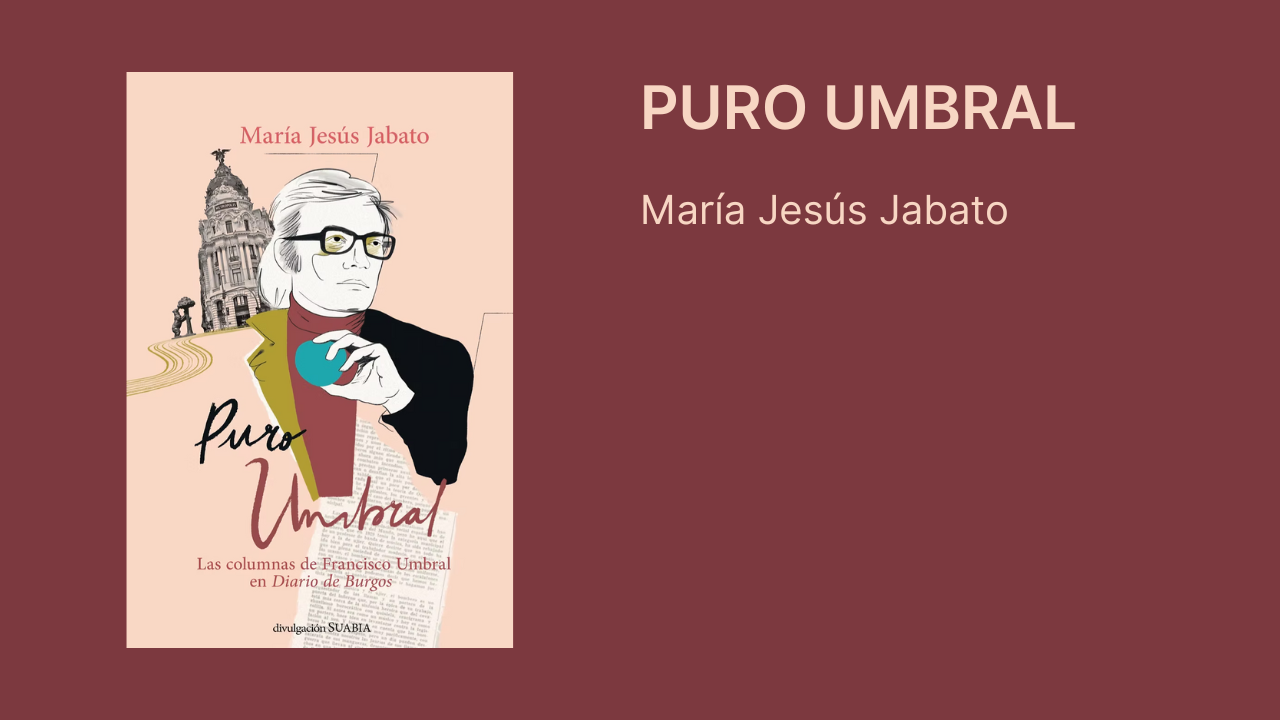 María Jesús Jabato
Puro
Umbral
Las columnas de Francisco Umbral
en Diario de Burgos
divulgación SUABIA
PURO UMBRAL
María Jesús Jabato